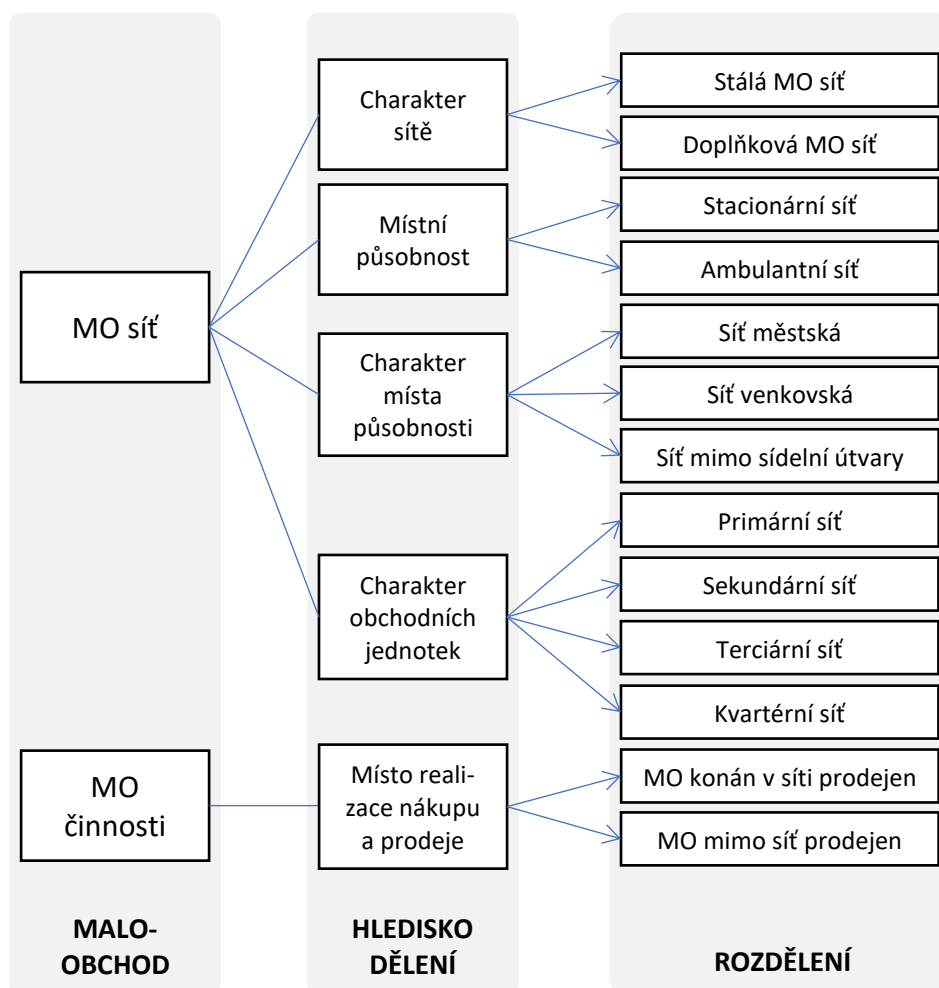 MO síť
MO
činnosti
MALO-
OBCHOD
Charakter
sítě
Místní
působnost
Charakter
místa
působnosti
Charakter
obchodních
jednotek
Místo reali-
zace nákupu
a prodeje
HLEDISKO
DĚLENÍ
Stálá MO síť
Doplňková MO síť
Stacionární síť
Ambulantní síť
Síť městská
Síť venkovská
Síť mimo sídelní útvary
Primární síť
Sekundární síť
Terciární síť
Kvartérní síť
MO konán v síti prodejen
MO mimo síť prodejen
ROZDĚLENÍ